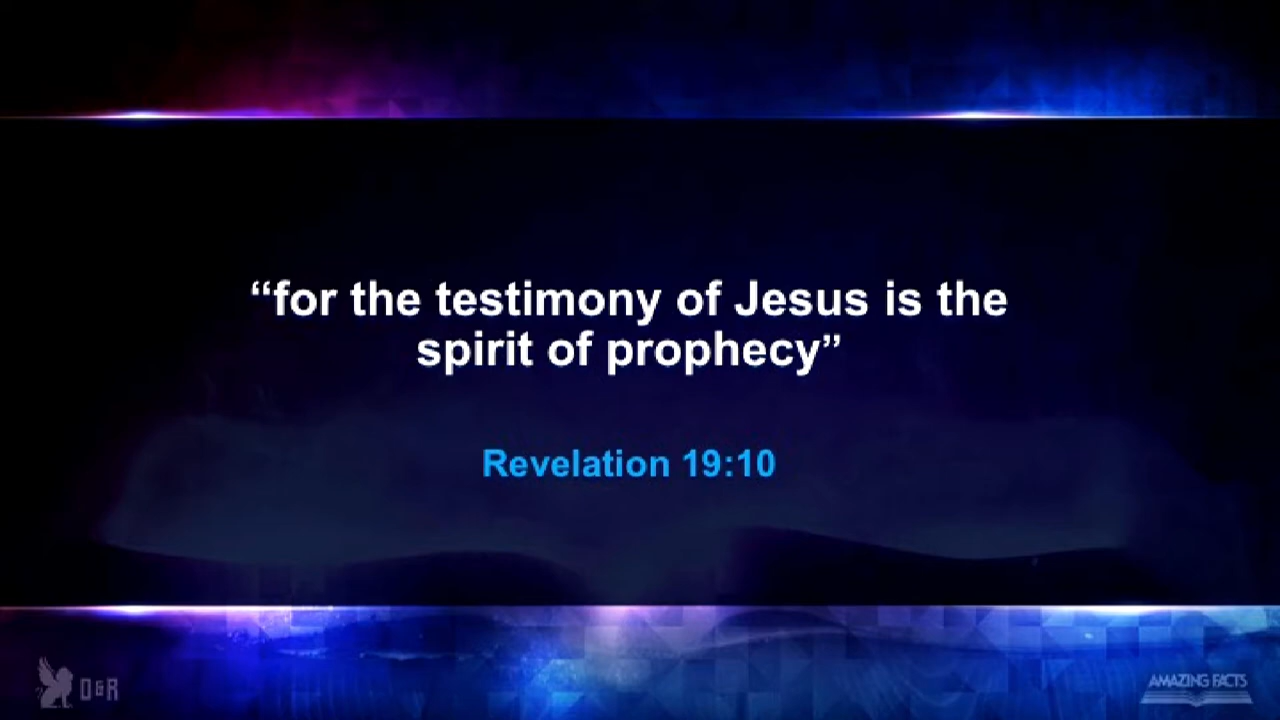 “for the testimony of Jesus is the
spirit of prophecy”
Revelation 19:10
D&R
AMAZING FACTS